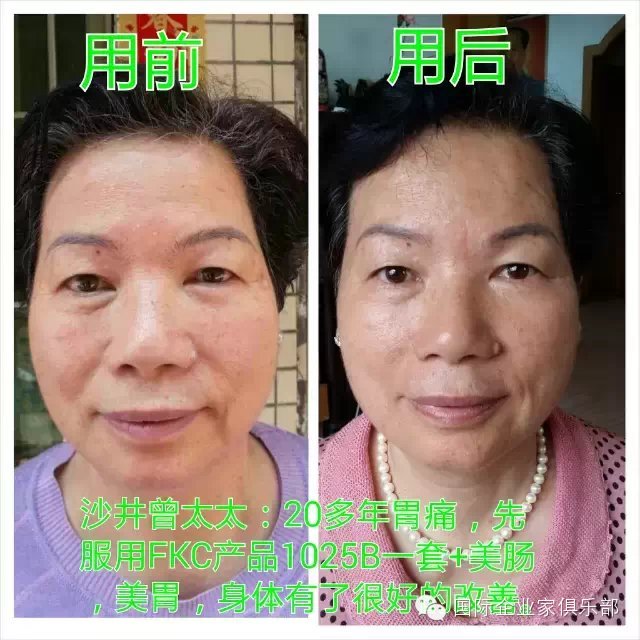 用前
用后
沙井曾太太：20多年胃痛，先
服用FKC产品1025B一套+美肠
，美胃，身体有了很好的改善
国际企业家俱乐部